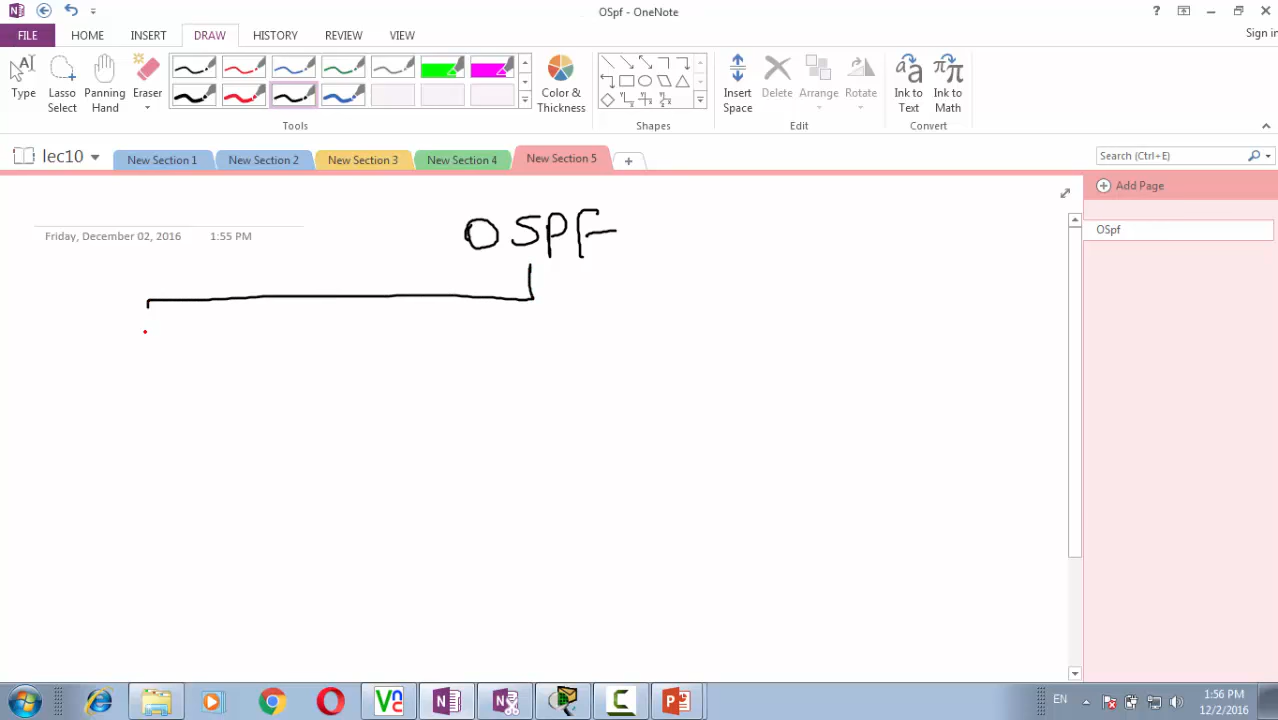 OSpf - OneNote
?
Sign in
FILE HOME INSERT DRAW HISTORY REVIEW VIEW
Type
Lasso Select
Panning Hand
Eraser
Color & Thickness
Insert Space
Delete
Arrange
Rotate
Ink to Text
Ink to Math
Tools
Shapes
Edit
Convert
lec10
New Section 1
New Section 2
New Section 3
New Section 4
New Section 5
Search (Ctrl+E)
Add Page
OSpf
Friday, December 02, 2016 1:55 PM
OSPF
EN
1:56 PM
12/2/2016